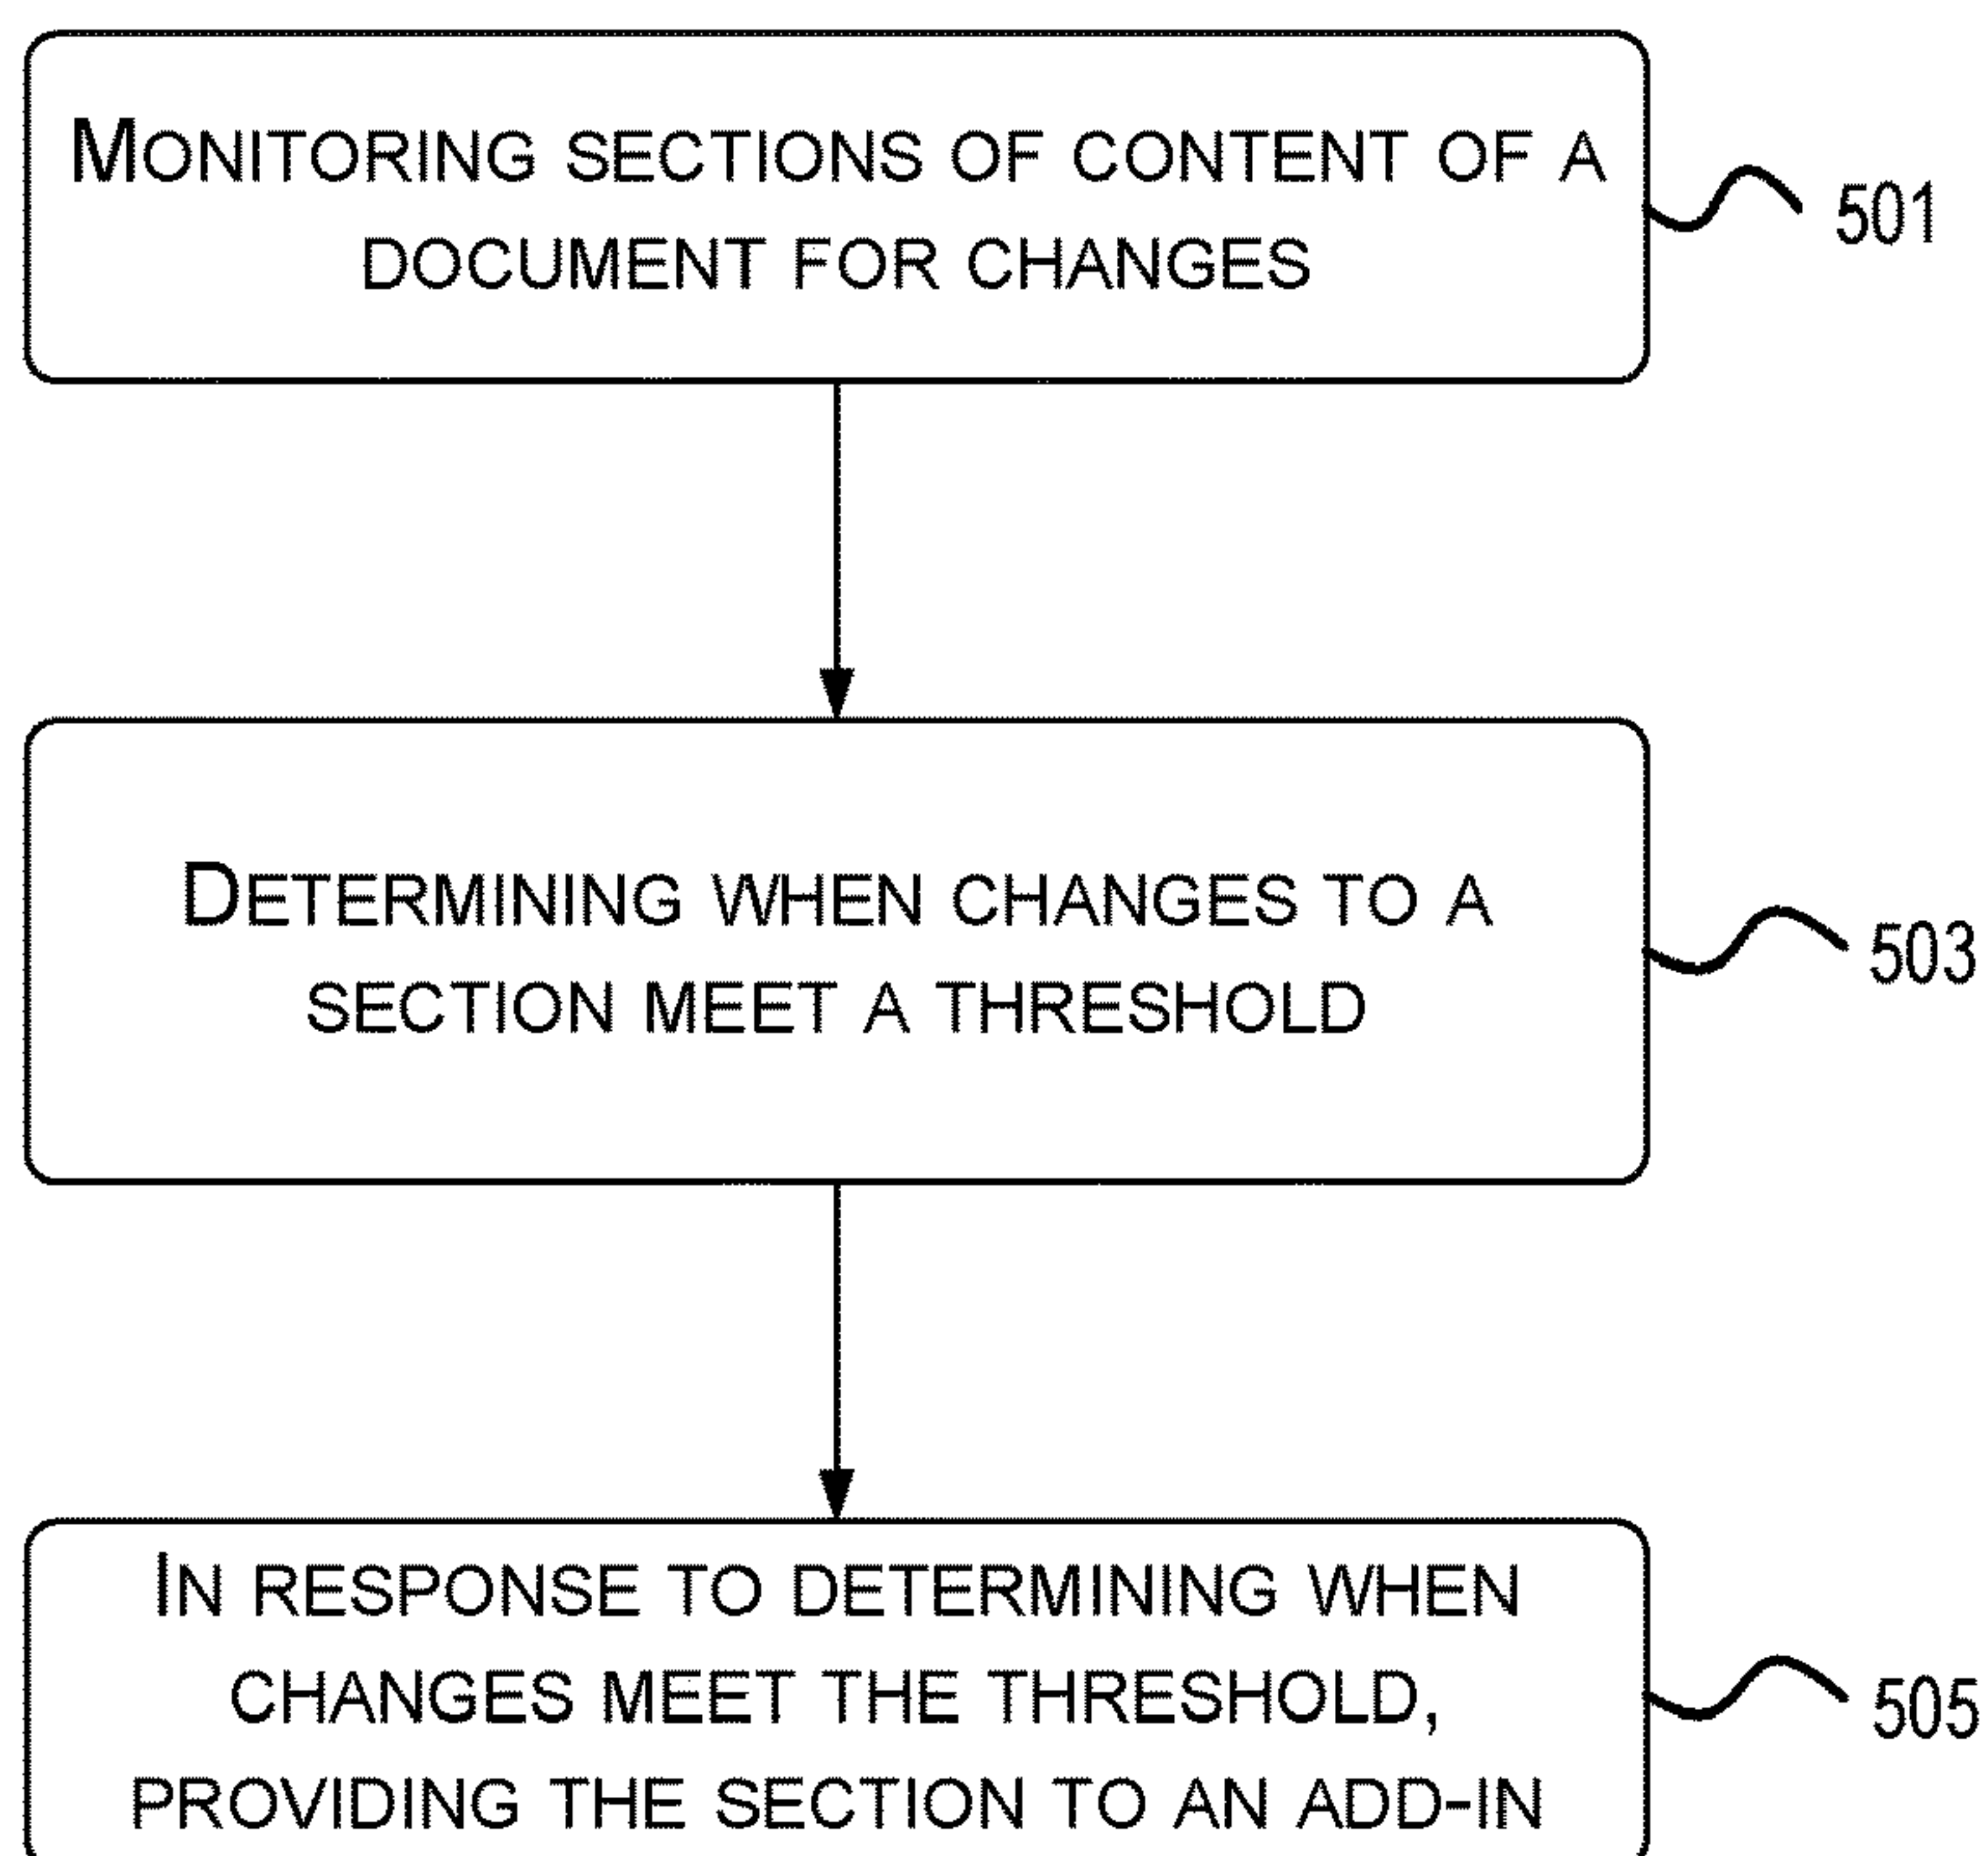 MONITORING SECTIONS OF CONTENT OF A
DOCUMENT FOR CHANGES
501
DETERMINING WHEN CHANGES TO A
SECTION MEET A THRESHOLD
503
IN RESPONSE TO DETERMINING WHEN
CHANGES MEET THE THRESHOLD,
PROVIDING THE SECTION TO AN ADD-IN
505